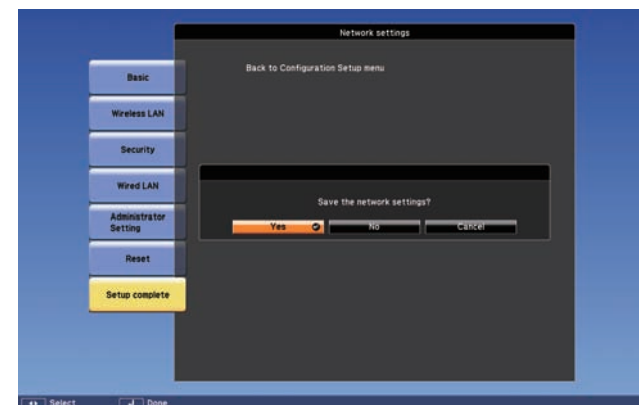 Network settings
Back to Configuration Setup menu
Basic
Wireless LAN
Security
Wired LAN
Administrator
Setting
Reset
Setup complete
Save the network settings?
Yes No Cancel
Select Done